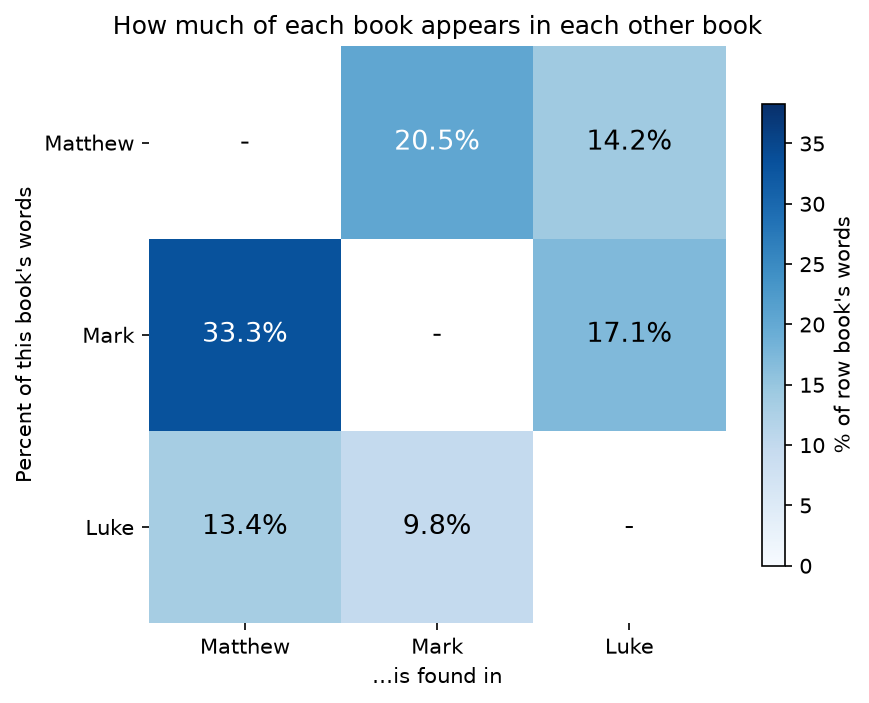 How much of each book appears in each other book
Percent of this book's words
Matthew
-
20.5%
14.2%
Mark
33.3%
-
17.1%
Luke
13.4%
9.8%
-
Matthew
Mark
Luke
...is found in
35
30
25
20
15
10
5
0
% of row book's words